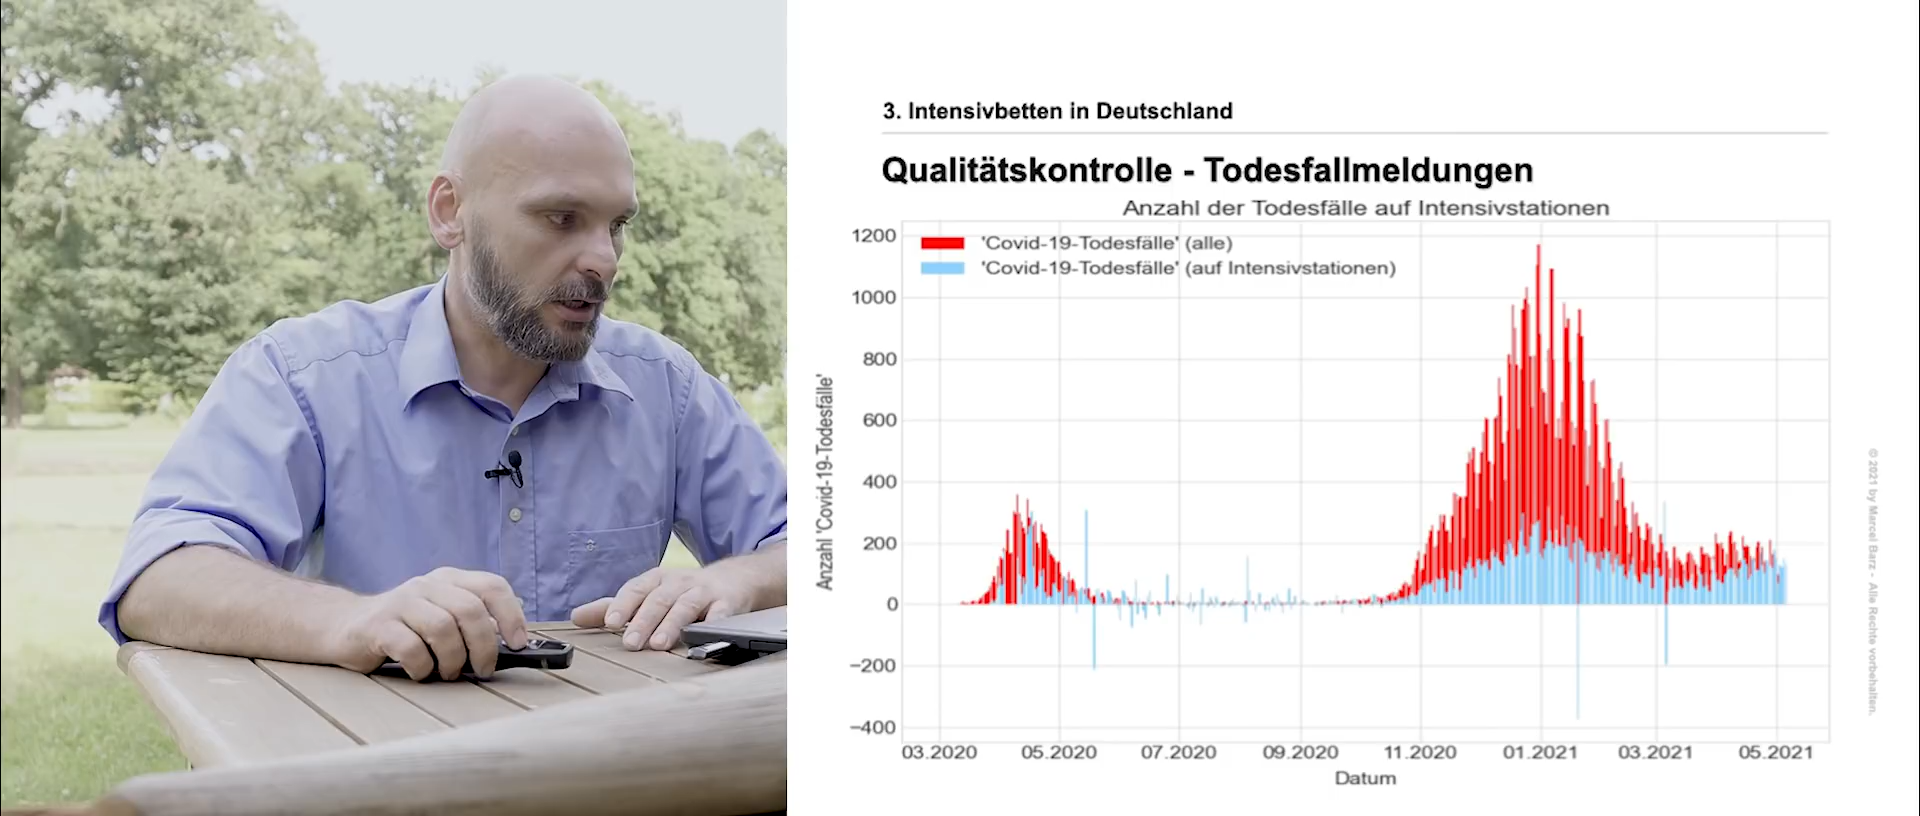 3. Intensivbetten in Deutschland
Qualitätskontrolle - Todesfallmeldungen
Anzahl der Todesfälle auf Intensivstationen
'Covid-19-Todesfälle' (alle)
'Covid-19-Todesfälle' (auf Intensivstationen)
Anzahl 'Covid-19-Todesfälle'
1200
1000
800
600
400
200
0
−200
−400
03.2020 05.2020 07.2020 09.2020 11.2020 01.2021 03.2021 05.2021
Datum
© 2021 by Marcel Barz - Alle Rechte vorbehalten.